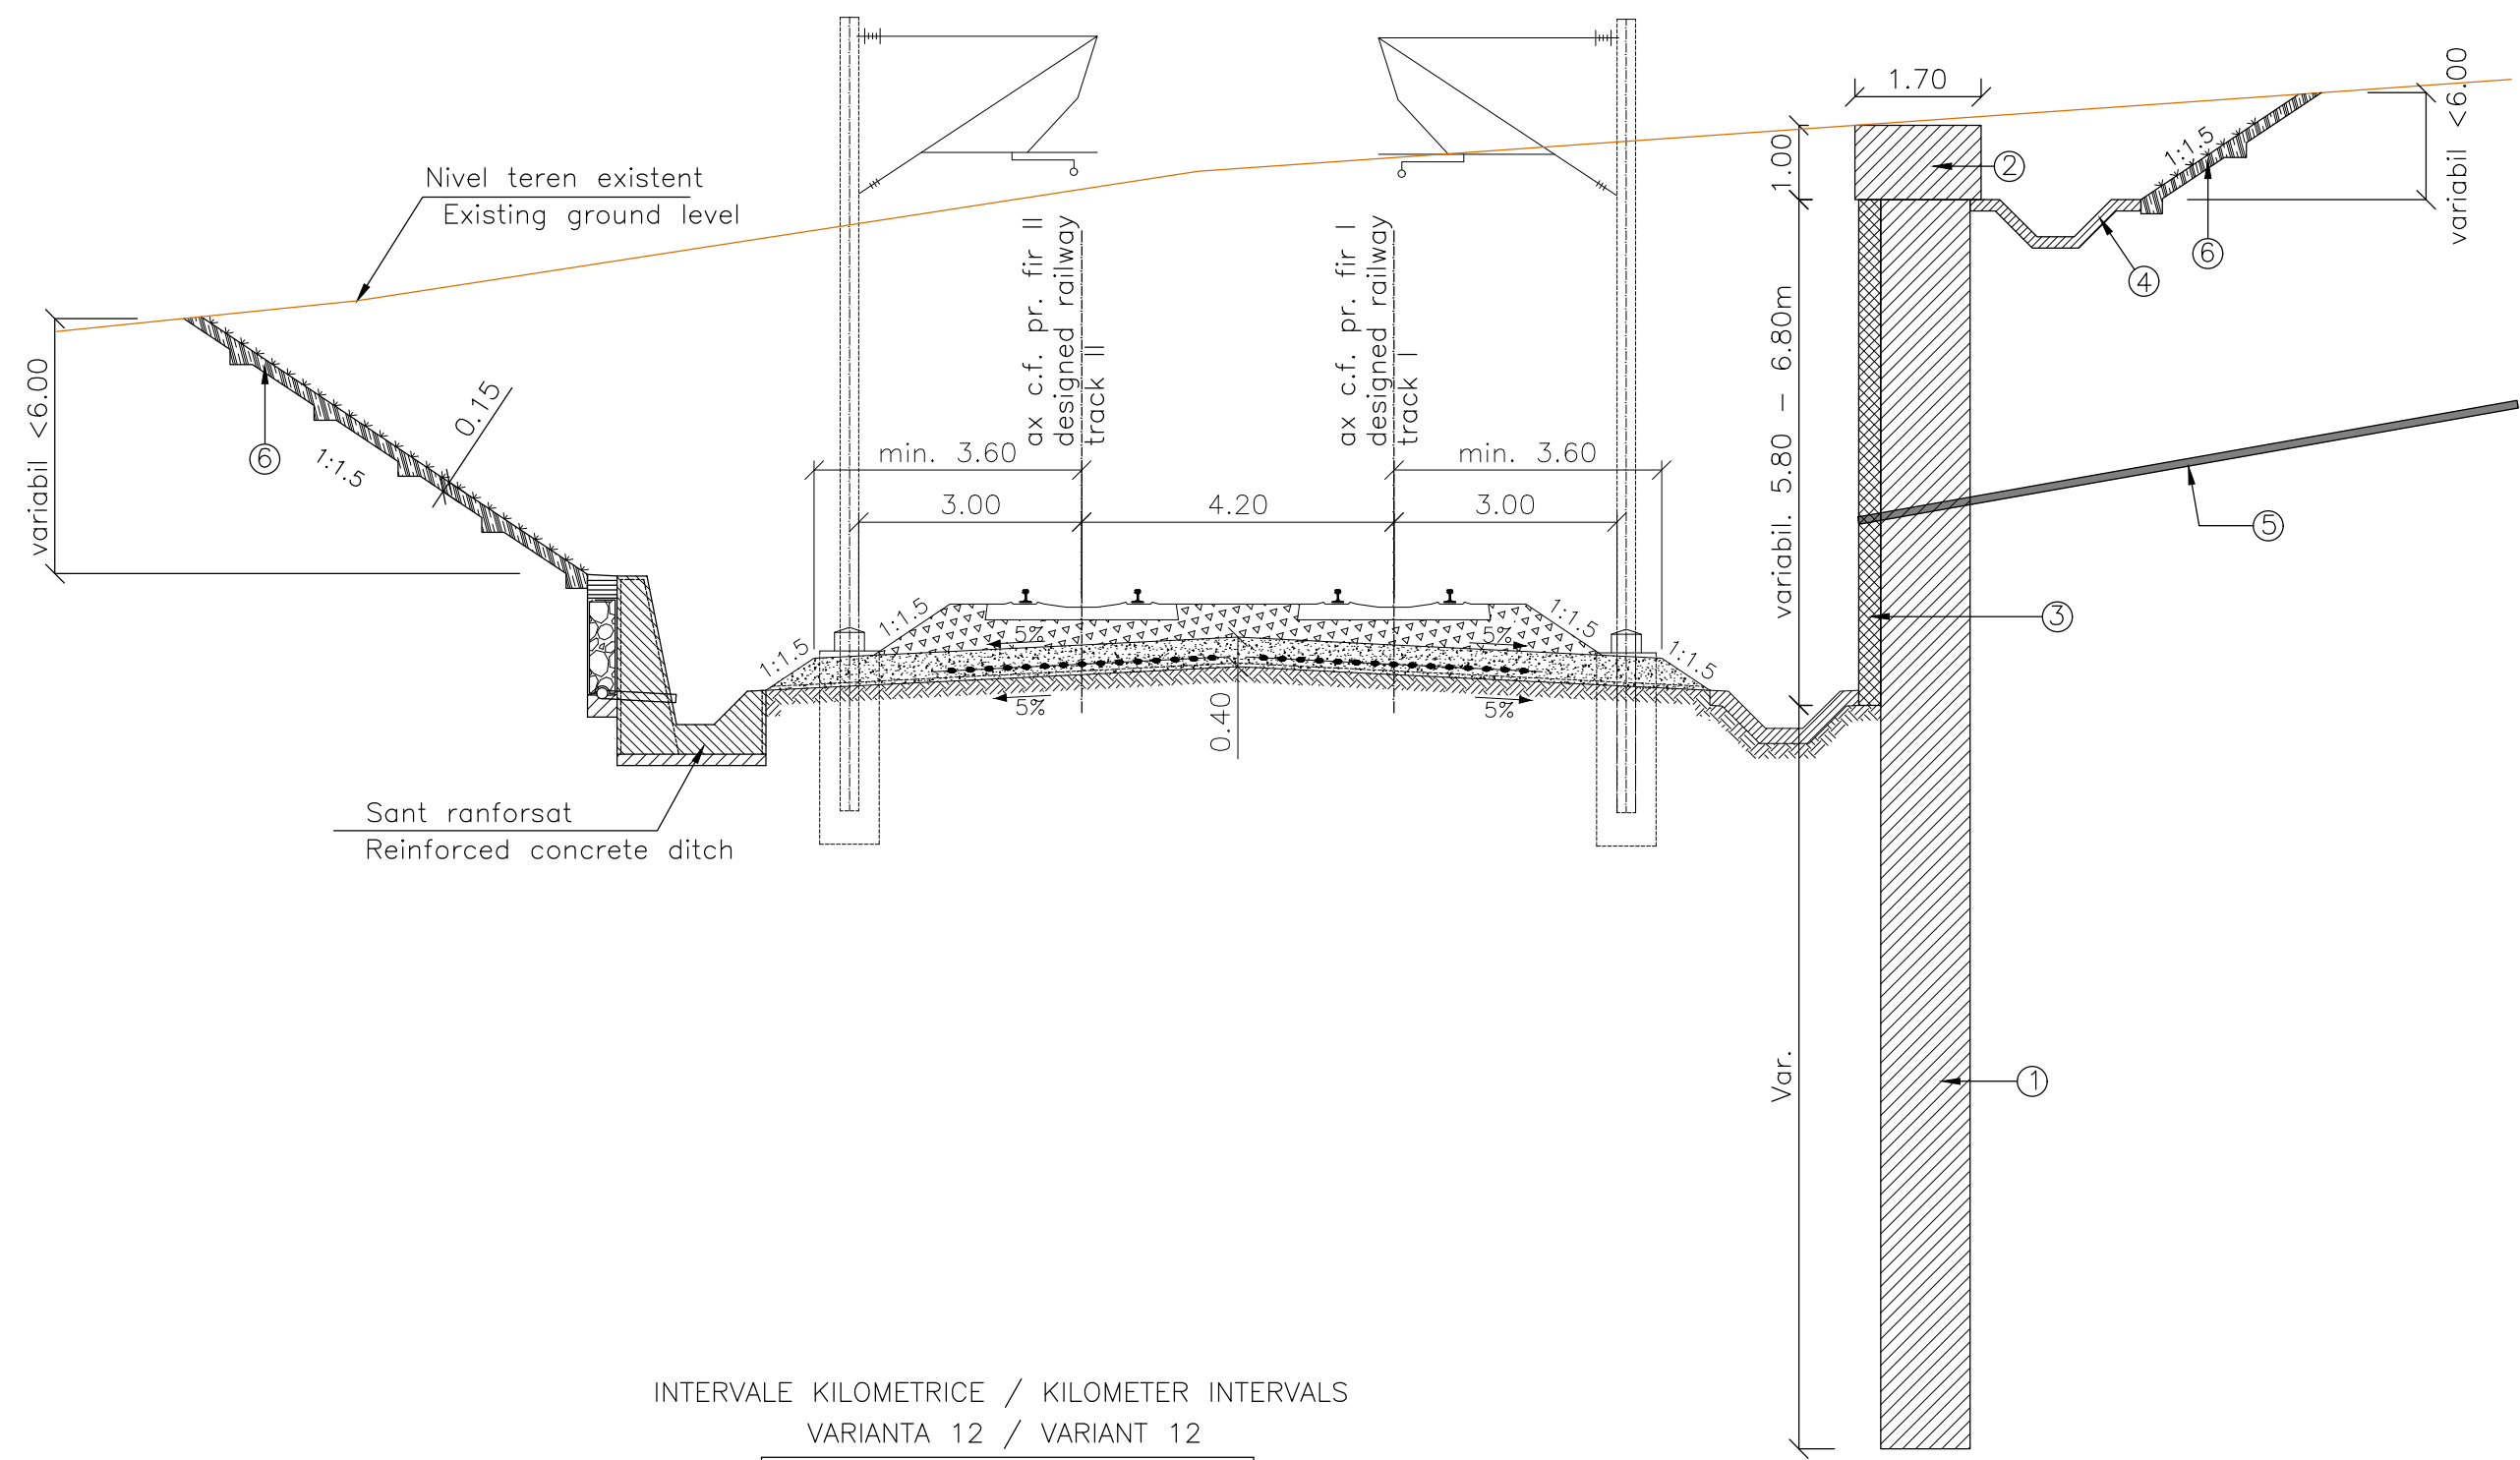 1.70
variabil <6.00
1.00
②
1:1.5
⑥
④
Nivel teren existent
Existing ground level
ax c.f. pr. fir II
designed railway
track II
ax c.f. pr. fir I
designed railway
track I
variabil. 5.80 - 6.80m
variabil <6.00
0.15
⑥
1:1.5
min. 3.60
min. 3.60
3.00
4.20
3.00
⑤
③
1:1.5
1:1.5
1:1.5
1:1.5
5%
5%
5%
5%
0.40
Sant ranforsat
Reinforced concrete ditch
Var.
①
INTERVALE KILOMETRICE / KILOMETER INTERVALS
VARIANTA 12 / VARIANT 12